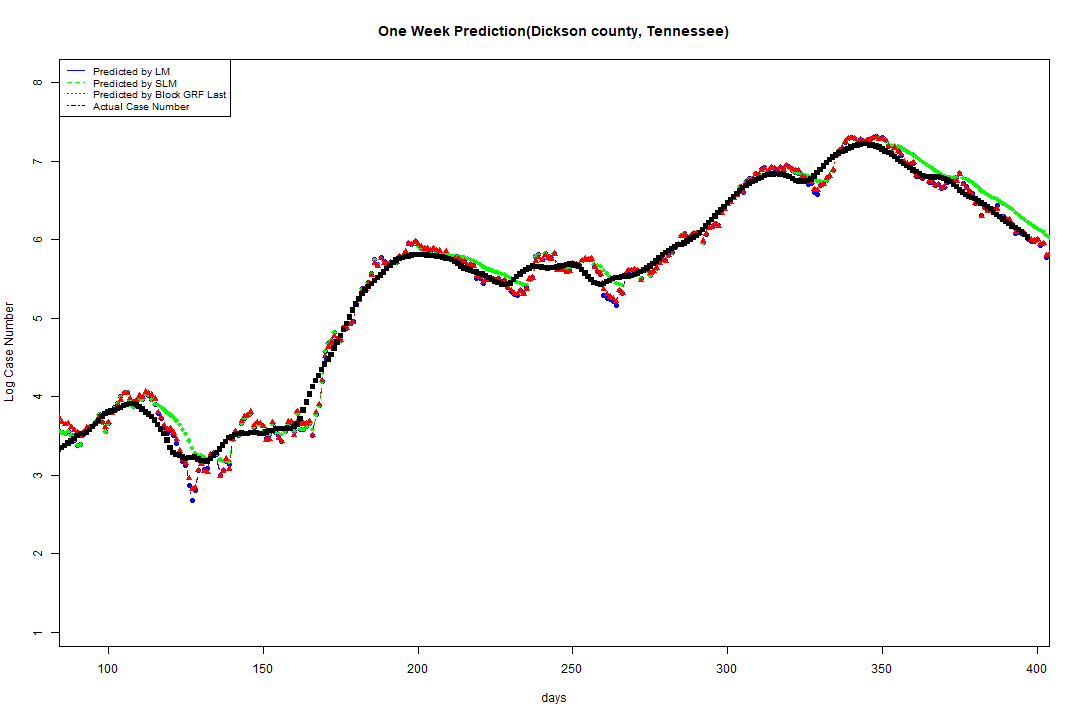 One Week Prediction(Dickson county, Tennessee)
Predicted by LM
Predicted by SLM
Predicted by Block GRF Last
Actual Case Number
Log Case Number
8
7
6
5
4
3
2
1
100 150 200 250 300 350 400
days